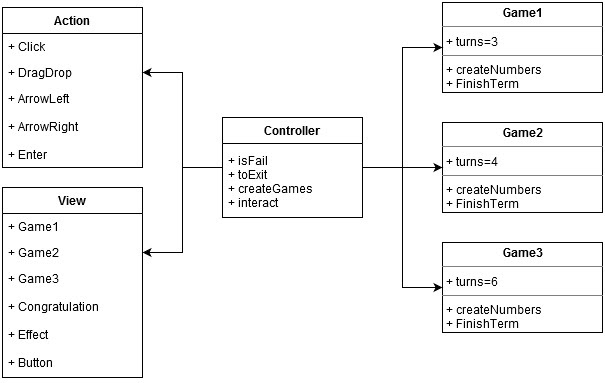 Action
+ Click
+ DragDrop
+ ArrowLeft
+ ArrowRight
+ Enter
View
+ Game1
+ Game2
+ Game3
+ Congratulation
+ Effect
+ Button
Controller
+ isFail
+ toExit
+ createGames
+ interact
Game1
+ turns=3
+ createNumbers
+ FinishTerm
Game2
+ turns=4
+ createNumbers
+ FinishTerm
Game3
+ turns=6
+ createNumbers
+ FinishTerm